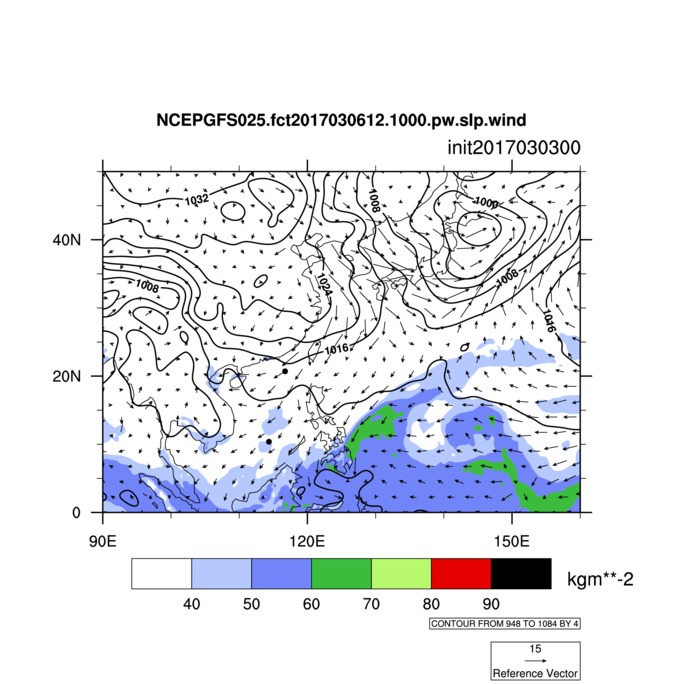 NCEPGFS025.fct2017030612.1000.pw.slp.wind
init2017030300
1032
1008
1000
40N
1008
1024
1008
1016
1016
20N
0
90E 120E 150E
kgm**-2
40 50 60 70 80 90
CONTOUR FROM 948 TO 1084 BY 4
15
Reference Vector